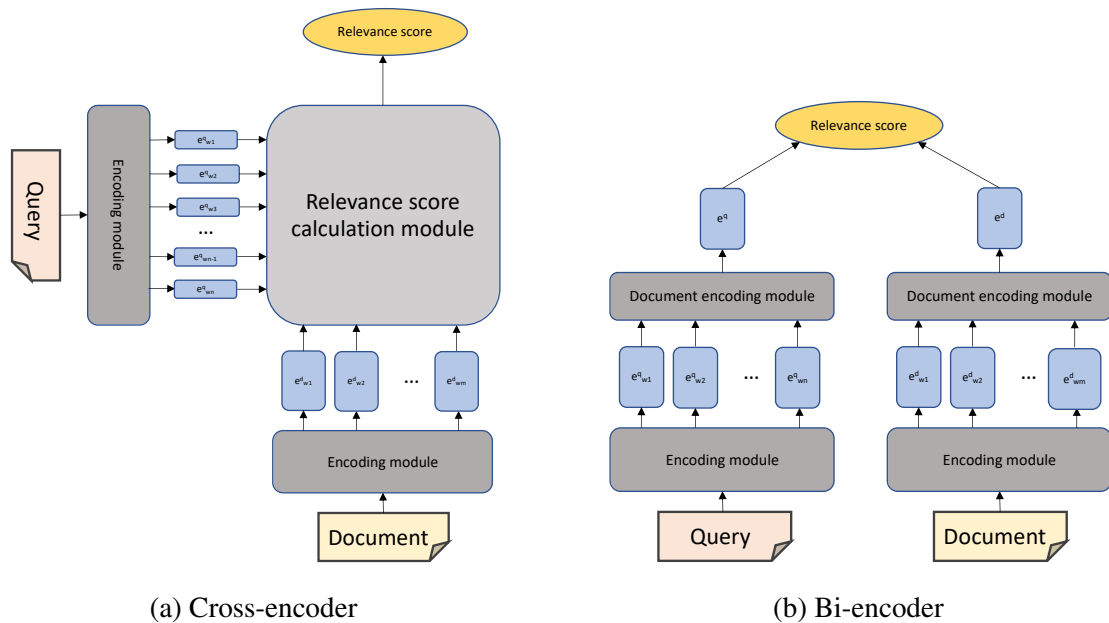 Relevance score
Query
Encoding module
e^q_w1
e^q_w2
e^q_w3
...
e^q_wn-1
e^q_wn
Relevance score
calculation module
e^d_w1
e^d_w2
...
e^d_wm
Encoding module
Document
(a) Cross-encoder
Relevance score
e^q
e^d
Document encoding module
Document encoding module
e^q_w1
e^q_w2
...
e^q_wn
e^d_w1
e^d_w2
...
e^d_wm
Encoding module
Encoding module
Query
Document
(b) Bi-encoder